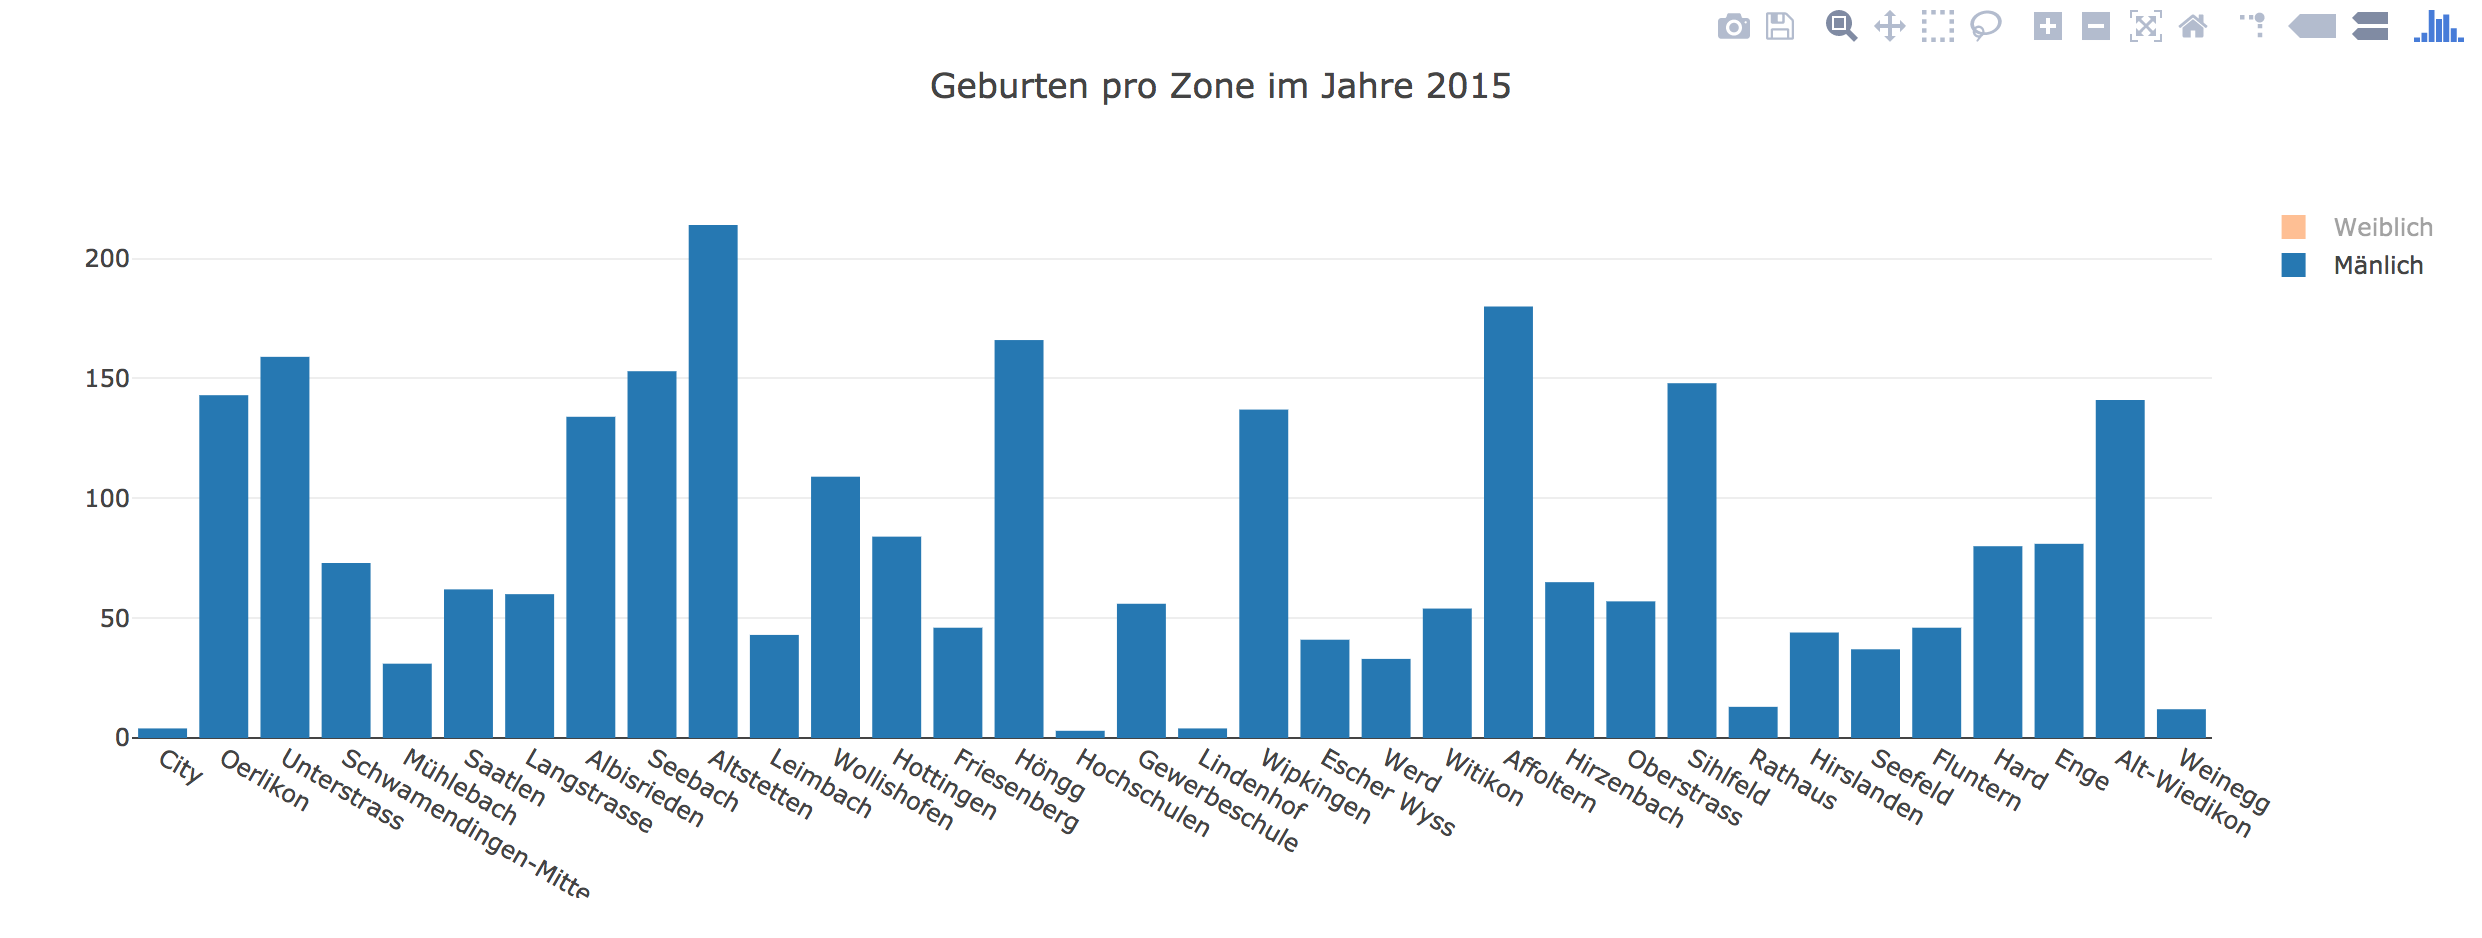 Geburten pro Zone im Jahre 2015
Weiblich
Mänlich
200
150
100
50
0
City
Oerlikon
Unterstrass
Schwamendingen-Mitte
Mühlebach
Saatlen
Langstrasse
Albisrieden
Seebach
Altstetten
Leimbach
Wollishofen
Hottingen
Friesenberg
Höngg
Hochschulen
Gewerbeschule
Lindenhof
Wipkingen
Escher Wyss
Werd
Witikon
Affoltern
Hirzenbach
Oberstrass
Sihlfeld
Rathaus
Hirslanden
Seefeld
Fluntern
Hard
Enge
Alt-Wiedikon
Weinegg